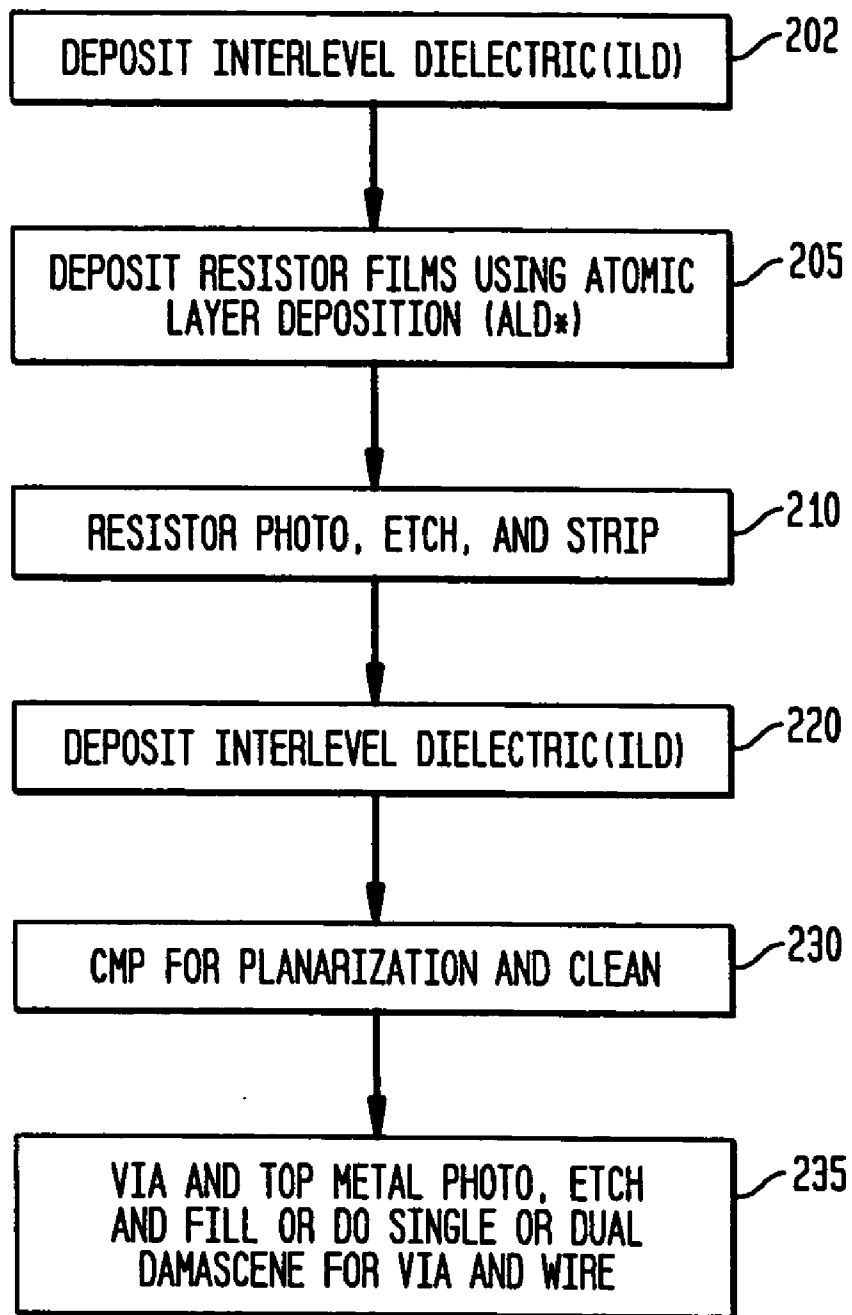 DEPOSIT INTERLEVEL DIELECTRIC(ILD)
202
DEPOSIT RESISTOR FILMS USING ATOMIC
LAYER DEPOSITION (ALD*)
205
RESISTOR PHOTO, ETCH, AND STRIP
210
DEPOSIT INTERLEVEL DIELECTRIC(ILD)
220
CMP FOR PLANARIZATION AND CLEAN
230
VIA AND TOP METAL PHOTO, ETCH
AND FILL OR DO SINGLE OR DUAL
DAMASCENE FOR VIA AND WIRE
235